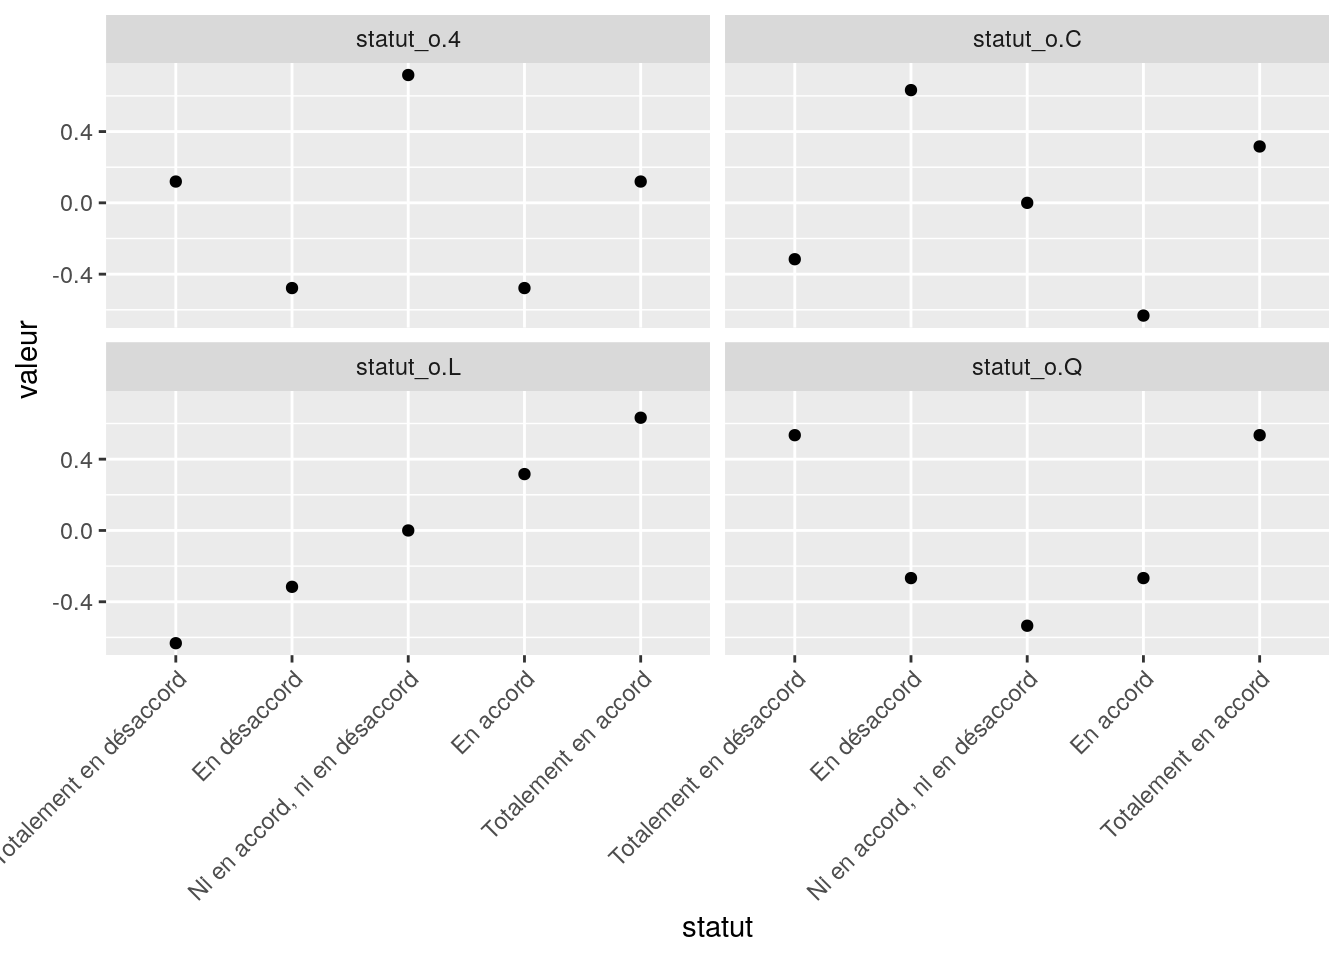 statut_o.4
statut_o.C
0.4
0.0
-0.4
statut_o.L
statut_o.Q
0.4
0.0
-0.4
valeur
Totalement en désaccord
En désaccord
Ni en accord, ni en désaccord
En accord
Totalement en accord
Totalement en désaccord
En désaccord
Ni en accord, ni en désaccord
En accord
Totalement en accord
statut